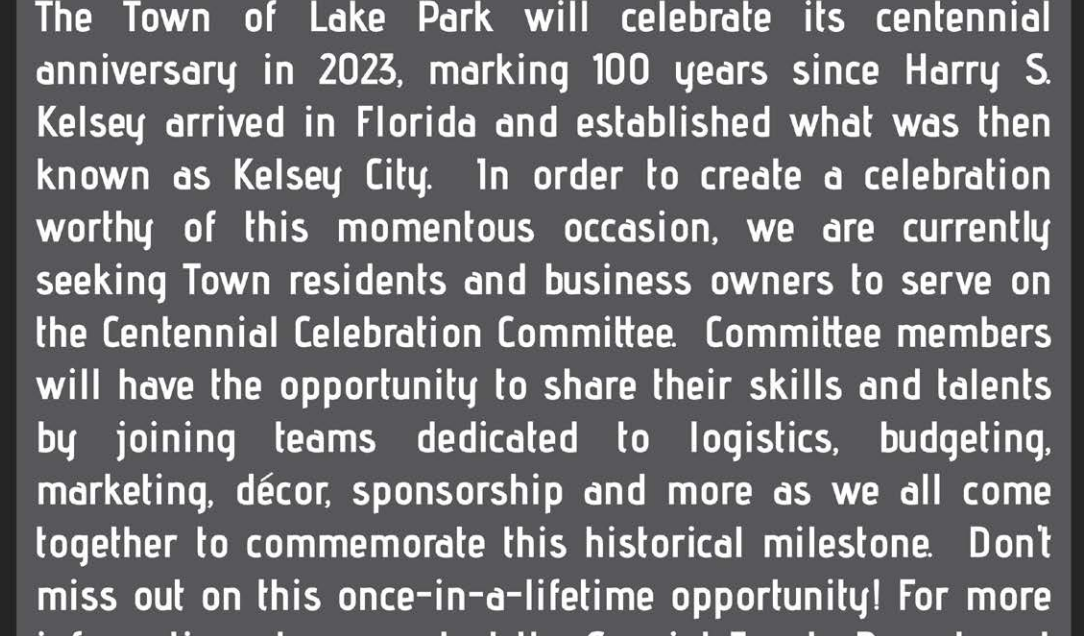 The Town of Lake Park will celebrate its centennial
anniversary in 2023, marking 100 years since Harry S.
Kelsey arrived in Florida and established what was then
known as Kelsey City. In order to create a celebration
worthy of this momentous occasion, we are currently
seeking Town residents and business owners to serve on
the Centennial Celebration Committee. Committee members
will have the opportunity to share their skills and talents
by joining teams dedicated to logistics, budgeting,
marketing, décor, sponsorship and more as we all come
together to commemorate this historical milestone. Don't
miss out on this once-in-a-lifetime opportunity! For more